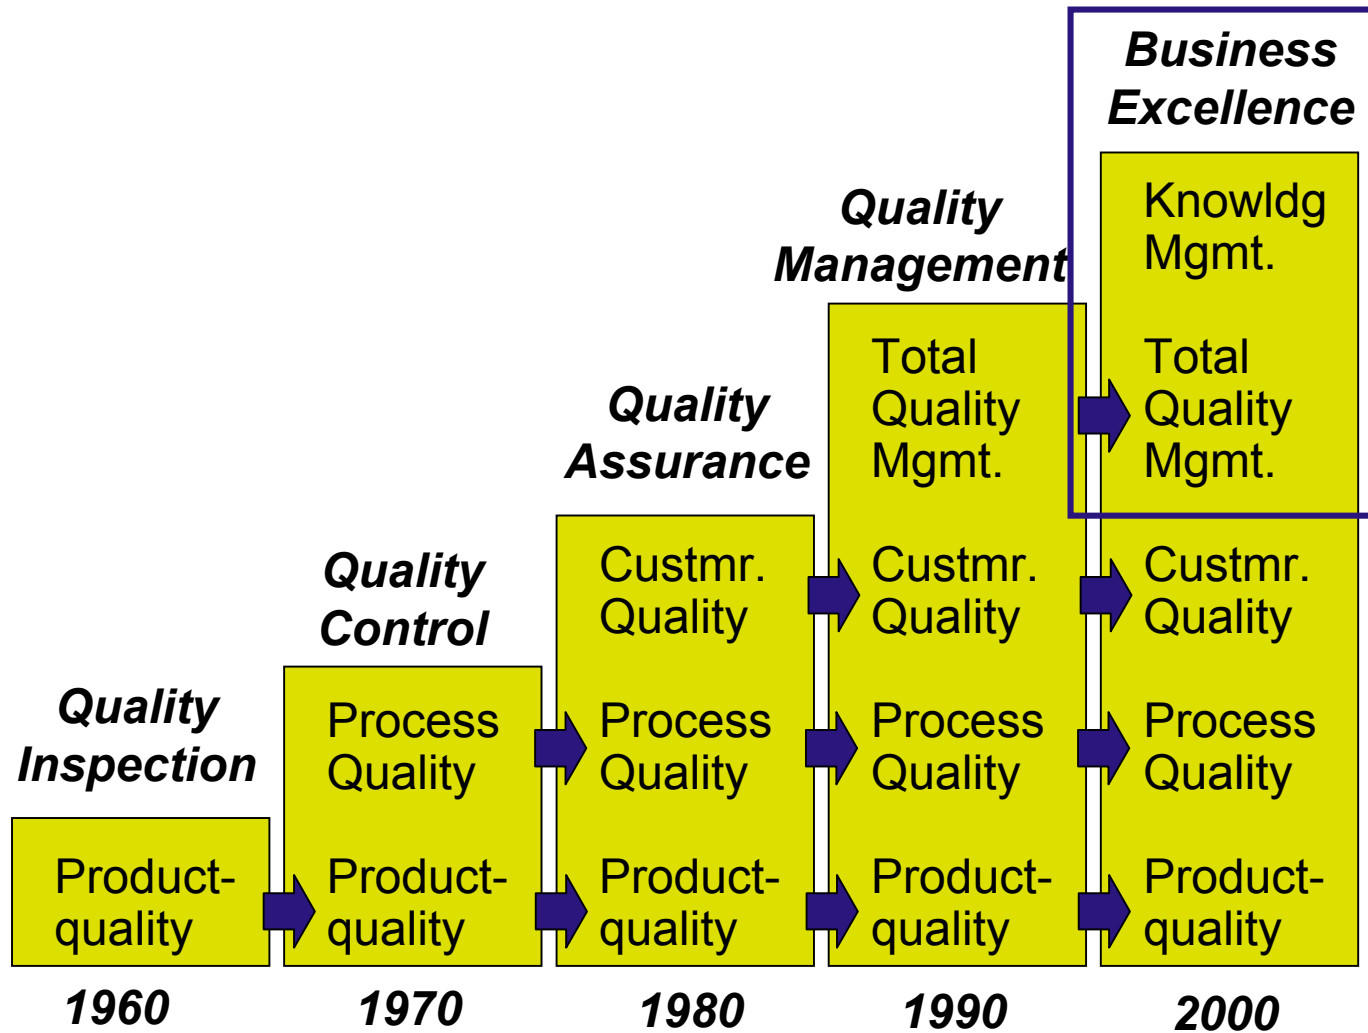 Quality
Inspection
Product-
quality
1960
Quality
Control
Process
Quality
Product-
quality
1970
Quality
Assurance
Custmr.
Quality
Process
Quality
Product-
quality
1980
Quality
Management
Total
Quality
Mgmt.
Custmr.
Quality
Process
Quality
Product-
quality
1990
Business
Excellence
Knowldg
Mgmt.
Total
Quality
Mgmt.
Custmr.
Quality
Process
Quality
Product-
quality
2000